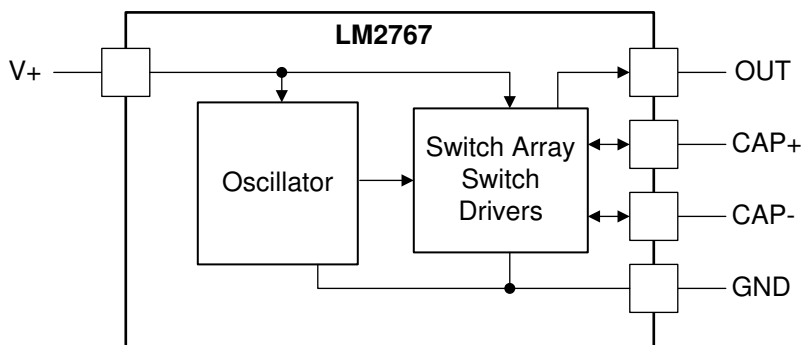 LM2767
V+
OUT
CAP+
Switch Array
Switch
Drivers
Oscillator
CAP-
GND